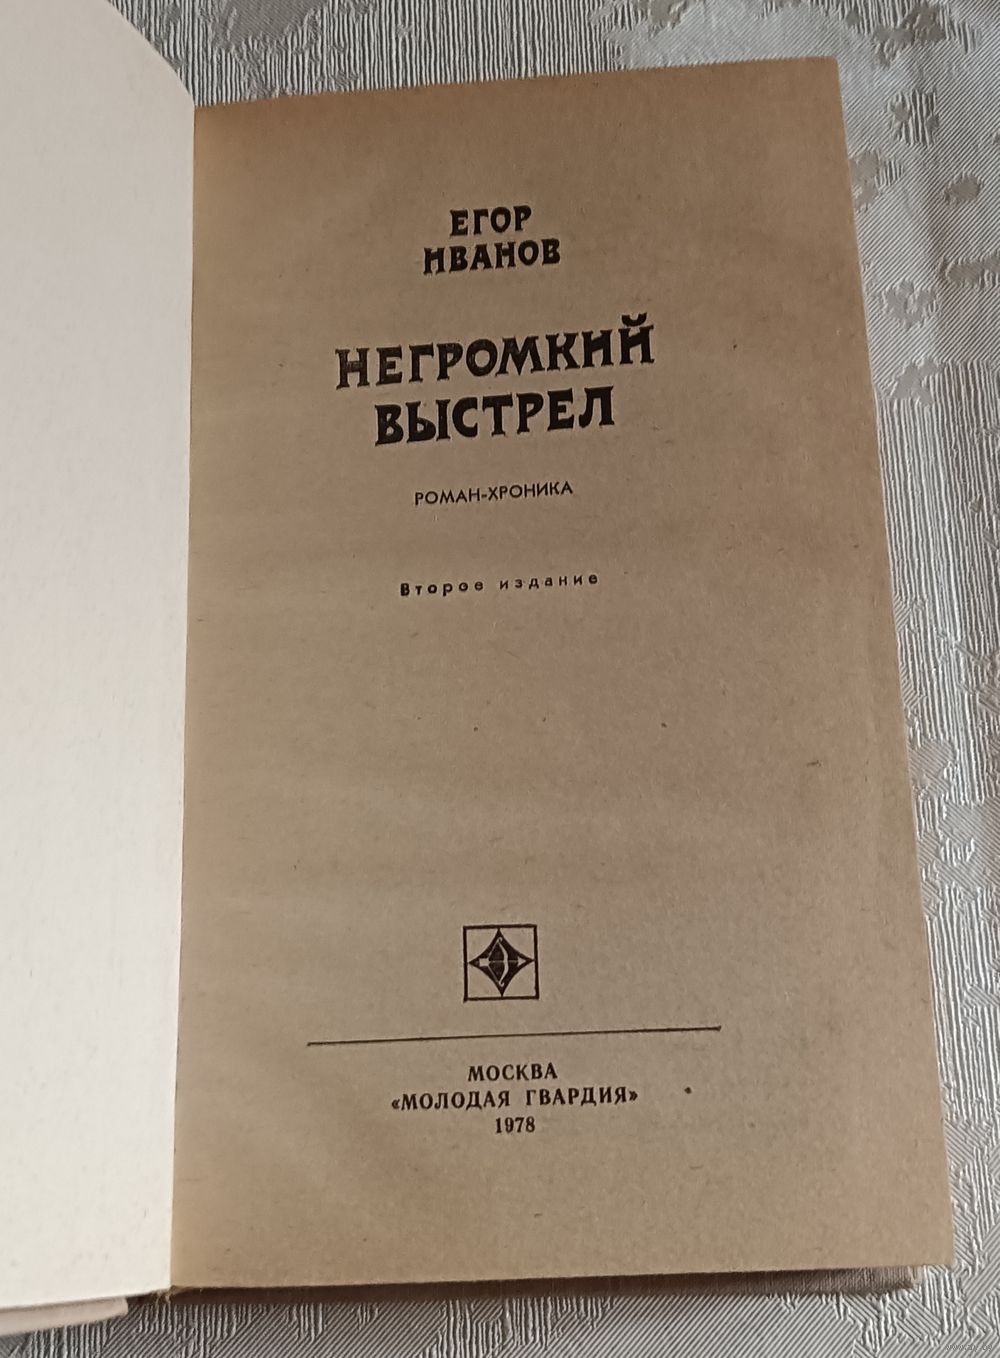 ЕГОР
ИВАНОВ
НЕГРОМКИЙ
ВЫСТРЕЛ
РОМАН-ХРОНИКА
Второе издание
МОСКВА
«МОЛОДАЯ ГВАРДИЯ»
1978